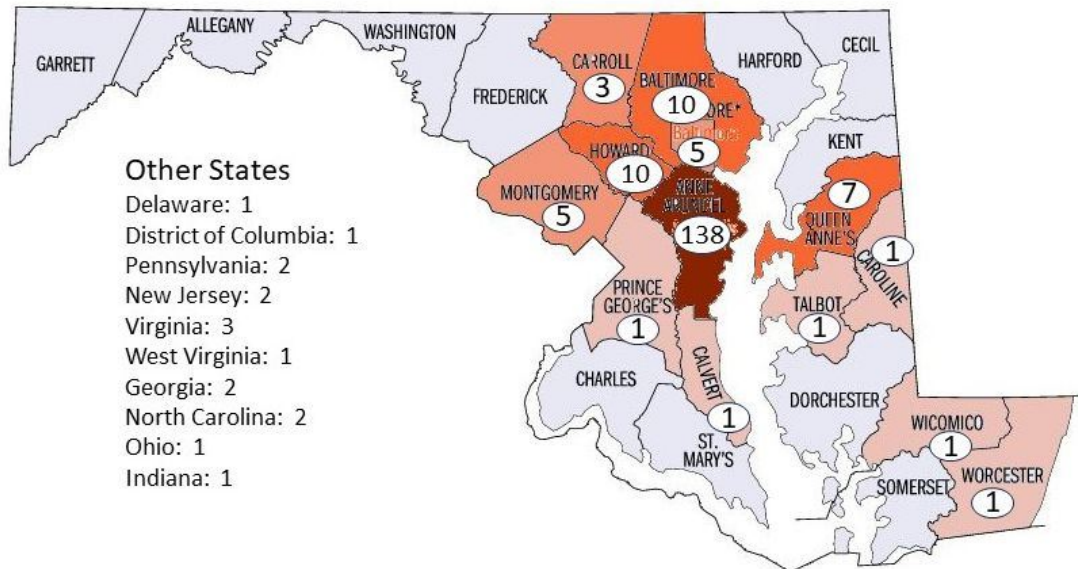 ALLEGANY
WASHINGTON
GARRETT
CARROLL
3
BALTIMORE
10
ORE*
Baltimore
5
HARFORD
CECIL
FREDERICK
KENT
HOWARD
10
MONTGOMERY
5
ANNE
ARUNDEL
138
7
QUEEN
ANNE'S
CAROLINE
1
PRINCE
GEORGE'S
1
TALBOT
1
CALVERT
1
CHARLES
ST.
MARY'S
DORCHESTER
WICOMICO
1
SOMERSET
WORCESTER
1
Other States
Delaware: 1
District of Columbia: 1
Pennsylvania: 2
New Jersey: 2
Virginia: 3
West Virginia: 1
Georgia: 2
North Carolina: 2
Ohio: 1
Indiana: 1